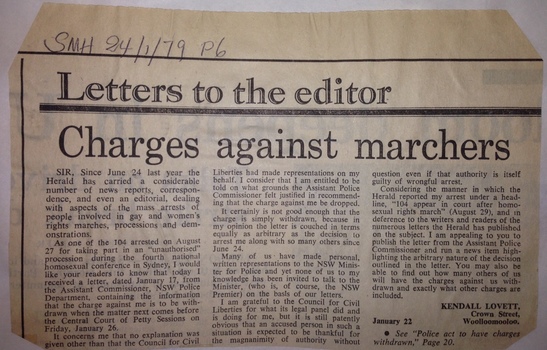 SMH 24/1/79 P6
Letters to the editor
Charges against marchers
SIR, Since June 24 last year the
Herald has carried a considerable
number of news reports, correspon-
dence, and even an editorial, dealing
with aspects of the mass arrests of
people involved in gay and women's
rights marches, processions and dem-
onstrations.
As one of the 104 arrested on August
27 for taking part in an "unauthorised"
procession during the fourth national
homosexual conference in Sydney, I would
like your readers to know that today I
received a letter, dated January 17, from
the Assistant Commissioner, NSW Police
Department, containing the information
that the charge against me is to be with-
drawn when the matter next comes before
the Central Court of Petty Sessions on
Friday, January 26.
It concerns me that no explanation was
given other than that the Council for Civil
Liberties had made representations on my
behalf. I consider that I am entitled to be
told on what grounds the Assistant Police
Commissioner felt justified in recommend-
ing that the charge against me be dropped.
It certainly is not good enough that the
charge is simply withdrawn, because in
my opinion the letter is couched in terms
equally as arbitrary as the decision to
arrest me along with so many others since
June 24.
Many of us have made personal,
written representations to the NSW Minis-
ter for Police and yet none of us to my
knowledge has been invited to talk to the
Minister, (who is, of course, the NSW
Premier) on the basis of our letters.
I am grateful to the Council for Civil
Liberties for what its legal panel did and
is doing for me, but it is still patently
obvious that an accused person in such a
situation is expected to be thankful for
the magnanimity of authority without
question even if that authority is itself
guilty of wrongful arrest.
Considering the manner in which the
Herald reported my arrest under a head-
line, "104 appear in court after homo-
sexual rights march" (August 29), and in
deference to writers and readers of the
numerous letters the Herald has published
on the subject, I am appealing to you to
publish the letter from the Assistant Police
Commissioner and run a news item high-
lighting the arbitrary nature of the decision
outlined in the letter. You may also be
able to find out how many others of us
will have the charges against us with-
drawn and exactly what other charges are
included.
KENDALL LOVETT,
Crown Street,
January 22 Woolloomooloo.
● See "Police act to have charges
withdrawn," Page 20.